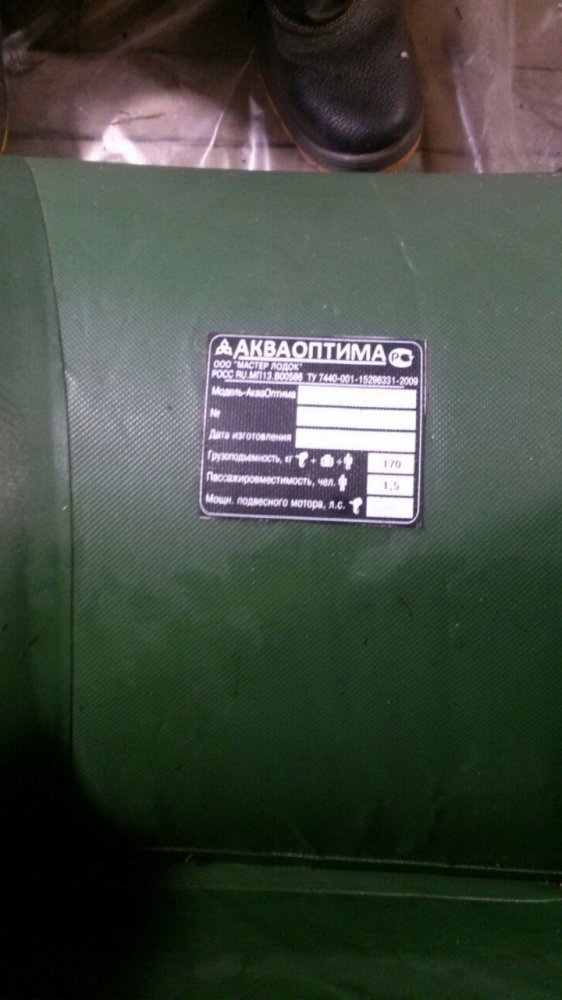 АКВАОПТИМА
ООО "МАСТЕР ЛОДОК"
РОСС RU.МП13.В00586 ТУ 7440-001-15296331-2009
Модель-АкваОптима
№
Дата изготовления
Грузоподъемность, кг + + 170
Пассажировместимость, чел. 1,5
Мощн. подвесного мотора, л.с.